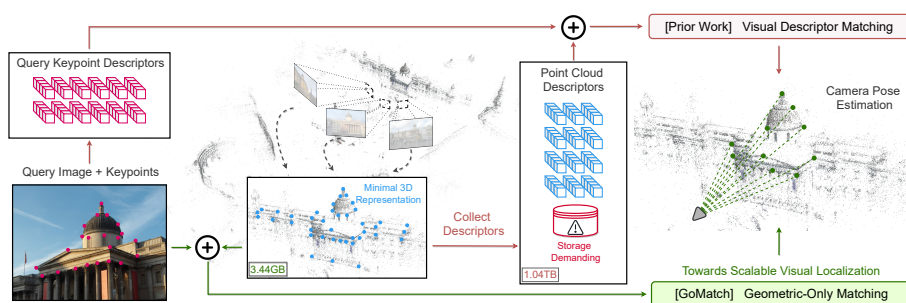 [Prior Work] Visual Descriptor Matching
Query Keypoint Descriptors
Point Cloud
Descriptors
Camera Pose
Estimation
Query Image + Keypoints
Minimal 3D
Representation
Collect
Descriptors
Storage
Demanding
3.44GB
1.04TB
Towards Scalable Visual Localization
[GoMatch] Geometric-Only Matching